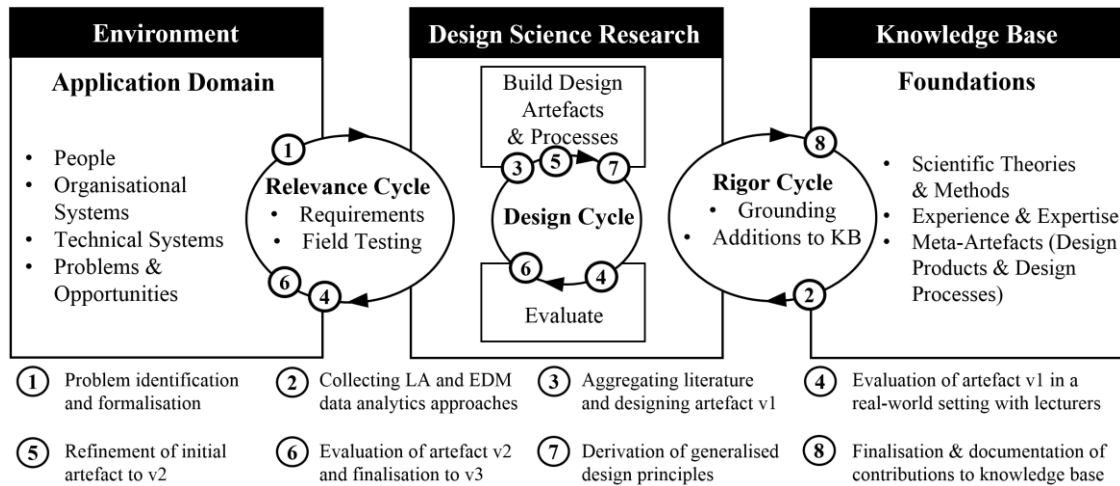 Environment
Application Domain
• People
• Organisational
Systems
• Technical Systems
• Problems &
Opportunities
1
Relevance Cycle
• Requirements
• Field Testing
6
4
Design Science Research
Build Design
Artefacts
& Processes
3
5
7
Design Cycle
6
4
Evaluate
Rigor Cycle
• Grounding
• Additions to KB
8
2
Knowledge Base
Foundations
• Scientific Theories
& Methods
• Experience & Expertise
• Meta-Artefacts (Design
Products & Design
Processes)
1 Problem identification
and formalisation
2 Collecting LA and EDM
data analytics approaches
3 Aggregating literature
and designing artefact v1
4 Evaluation of artefact v1 in a
real-world setting with lecturers
5 Refinement of initial
artefact to v2
6 Evaluation of artefact v2
and finalisation to v3
7 Derivation of generalised
design principles
8 Finalisation & documentation of
contributions to knowledge base